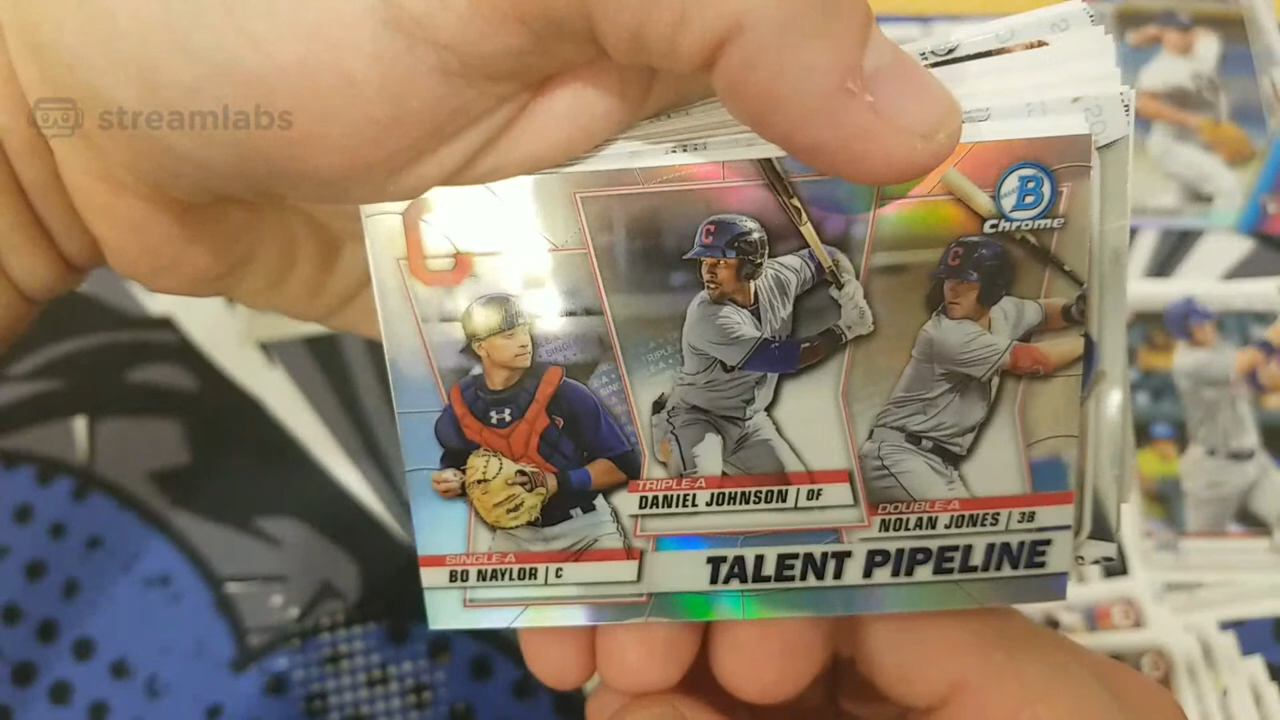 streamlabs
B
Chrome
C
C
C
TRIPLE-A
DANIEL JOHNSON | OF
DOUBLE-A
NOLAN JONES | 3B
SINGLE-A
BO NAYLOR | C
TALENT PIPELINE